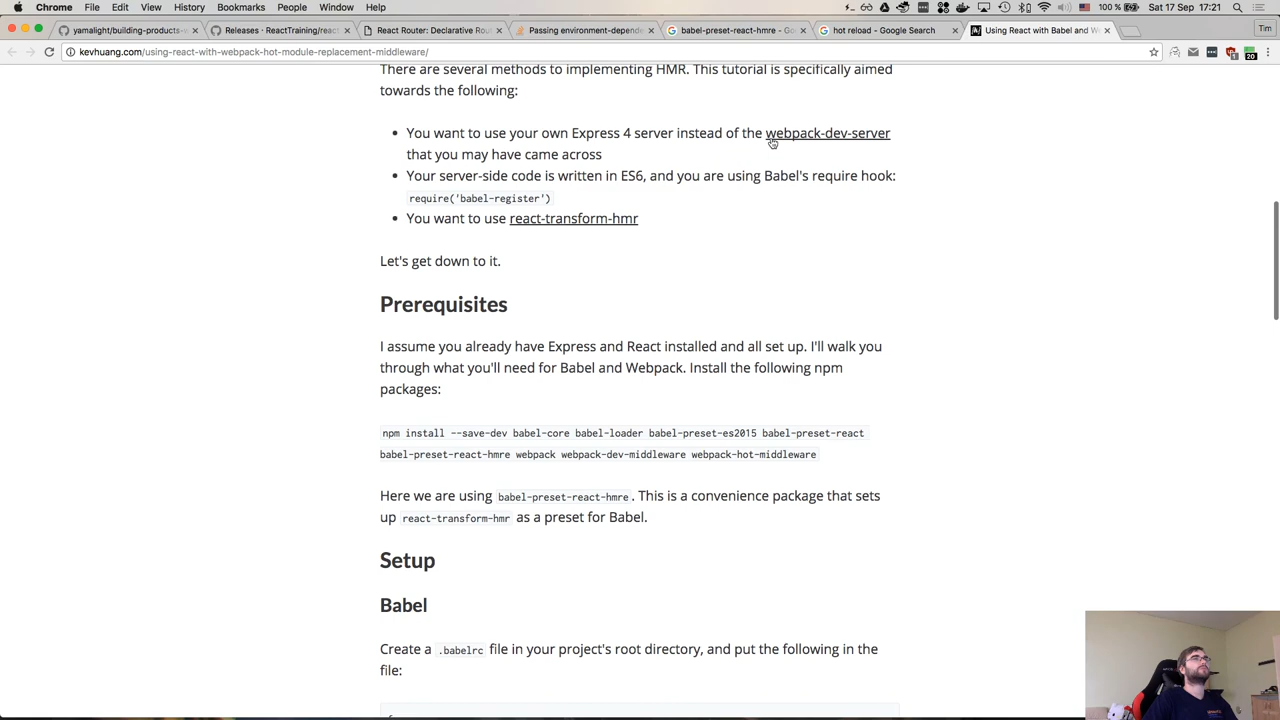 Chrome File Edit View History Bookmarks People Window Help 100 % Sat 17 Sep 17:21
yamalight/building-products- Releases · ReactTraining/reac React Router: Declarative Rou Passing environment-depende babel-preset-react-hmre - Go hot reload - Google Search Using React with Babel and W Tim
kevhuang.com/using-react-with-webpack-hot-module-replacement-middleware/
There are several methods to implementing HMR. This tutorial is specifically aimed
towards the following:
• You want to use your own Express 4 server instead of the webpack-dev-server
that you may have came across
• Your server-side code is written in ES6, and you are using Babel's require hook:
require('babel-register')
• You want to use react-transform-hmr
Let's get down to it.
Prerequisites
I assume you already have Express and React installed and all set up. I'll walk you
through what you'll need for Babel and Webpack. Install the following npm
packages:
npm install --save-dev babel-core babel-loader babel-preset-es2015 babel-preset-react
babel-preset-react-hmre webpack webpack-dev-middleware webpack-hot-middleware
Here we are using babel-preset-react-hmre. This is a convenience package that sets
up react-transform-hmr as a preset for Babel.
Setup
Babel
Create a .babelrc file in your project's root directory, and put the following in the
file: